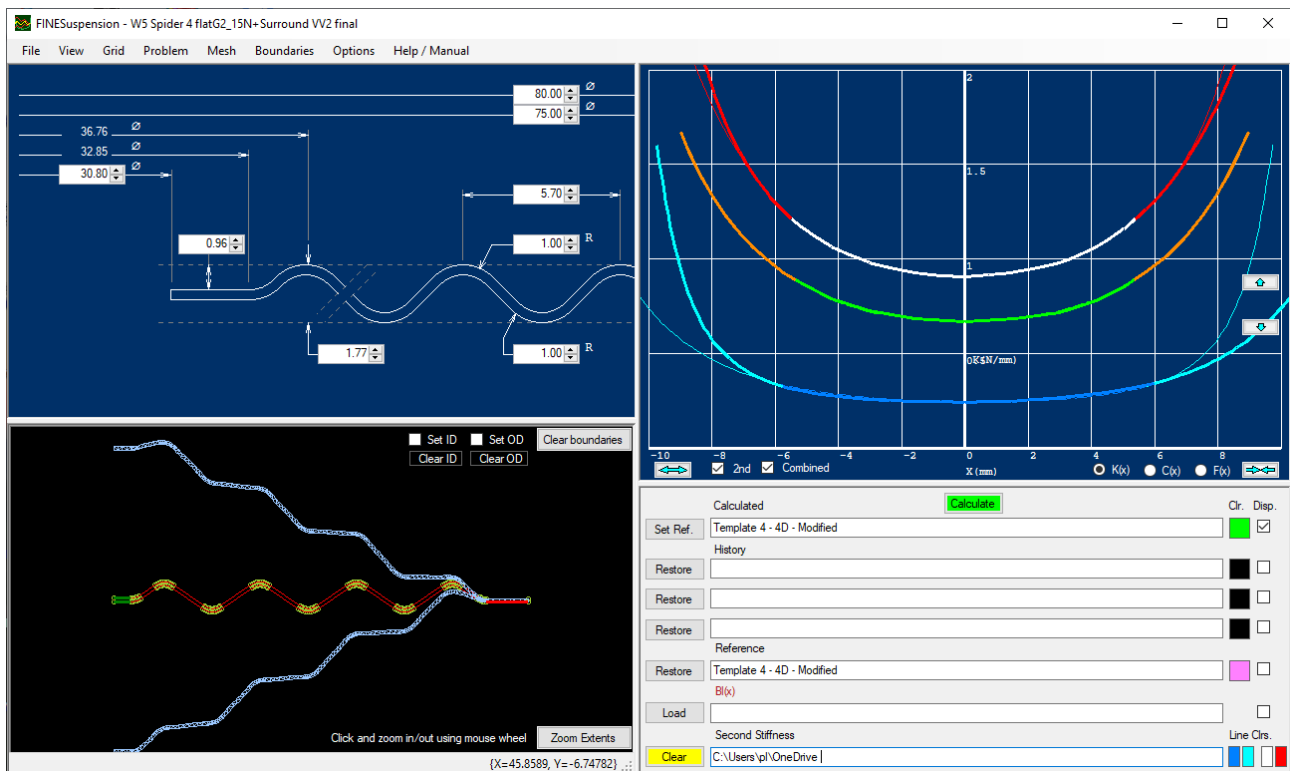 FINESuspension - W5 Spider 4 flatG2_15N+Surround VV2 final
File View Grid Problem Mesh Boundaries Options Help / Manual
80.00 Ø
75.00 Ø
36.76 Ø
32.85 Ø
30.80 Ø
5.70
0.96
1.00 R
1.77
1.00 R
2
1.5
1
-10 -8 -6 -4 -2 0 2 4 6 8
X(mm)
2nd Combined K(x) C(x) F(x)
Set ID Set OD Clear boundaries
Clear ID Clear OD
Click and zoom in/out using mouse wheel Zoom Extents
{X=45.8589, Y=-6.74782}
Calculated Calculate Clr. Disp.
Set Ref. Template 4 - 4D - Modified
History
Restore
Restore
Restore
Reference
Restore Template 4 - 4D - Modified
Bl(x)
Load
Second Stiffness Line Clrs.
Clear C:\Users\pl\OneDrive